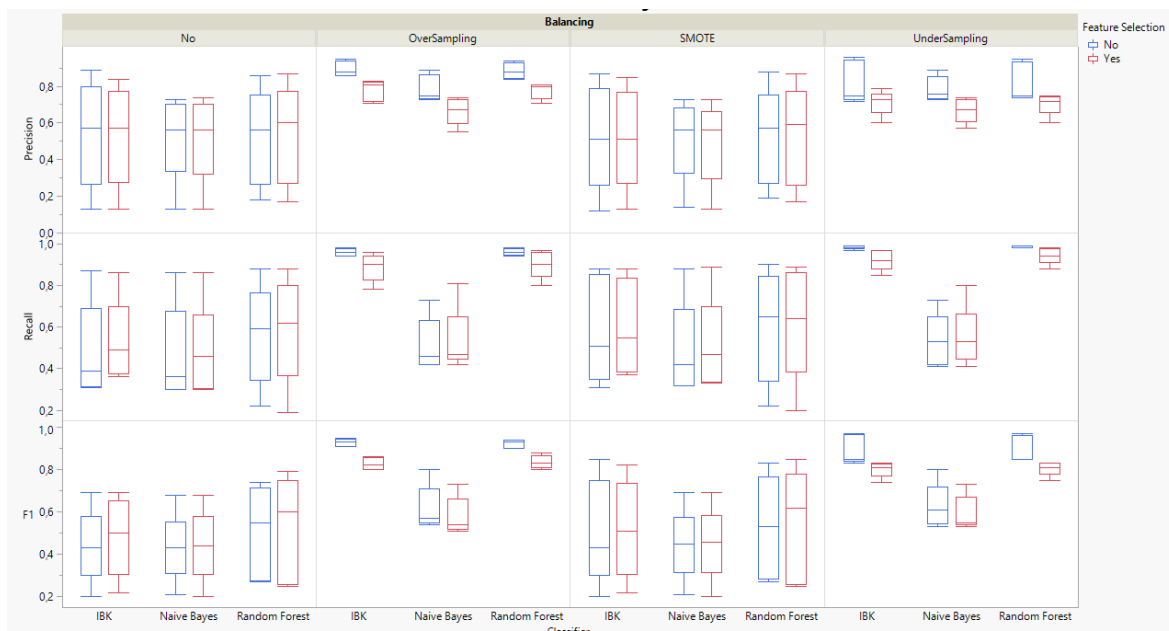 Balancing
Feature Selection
No OverSampling SMOTE UnderSampling
No
Yes
0,8
0,6
Precision
0,4
0,2
0,0
1,0
0,8
Recall
0,6
0,4
0,2
1,0
0,8
F1
0,6
0,4
0,2
IBK Naive Bayes Random Forest IBK Naive Bayes Random Forest IBK Naive Bayes Random Forest IBK Naive Bayes Random Forest